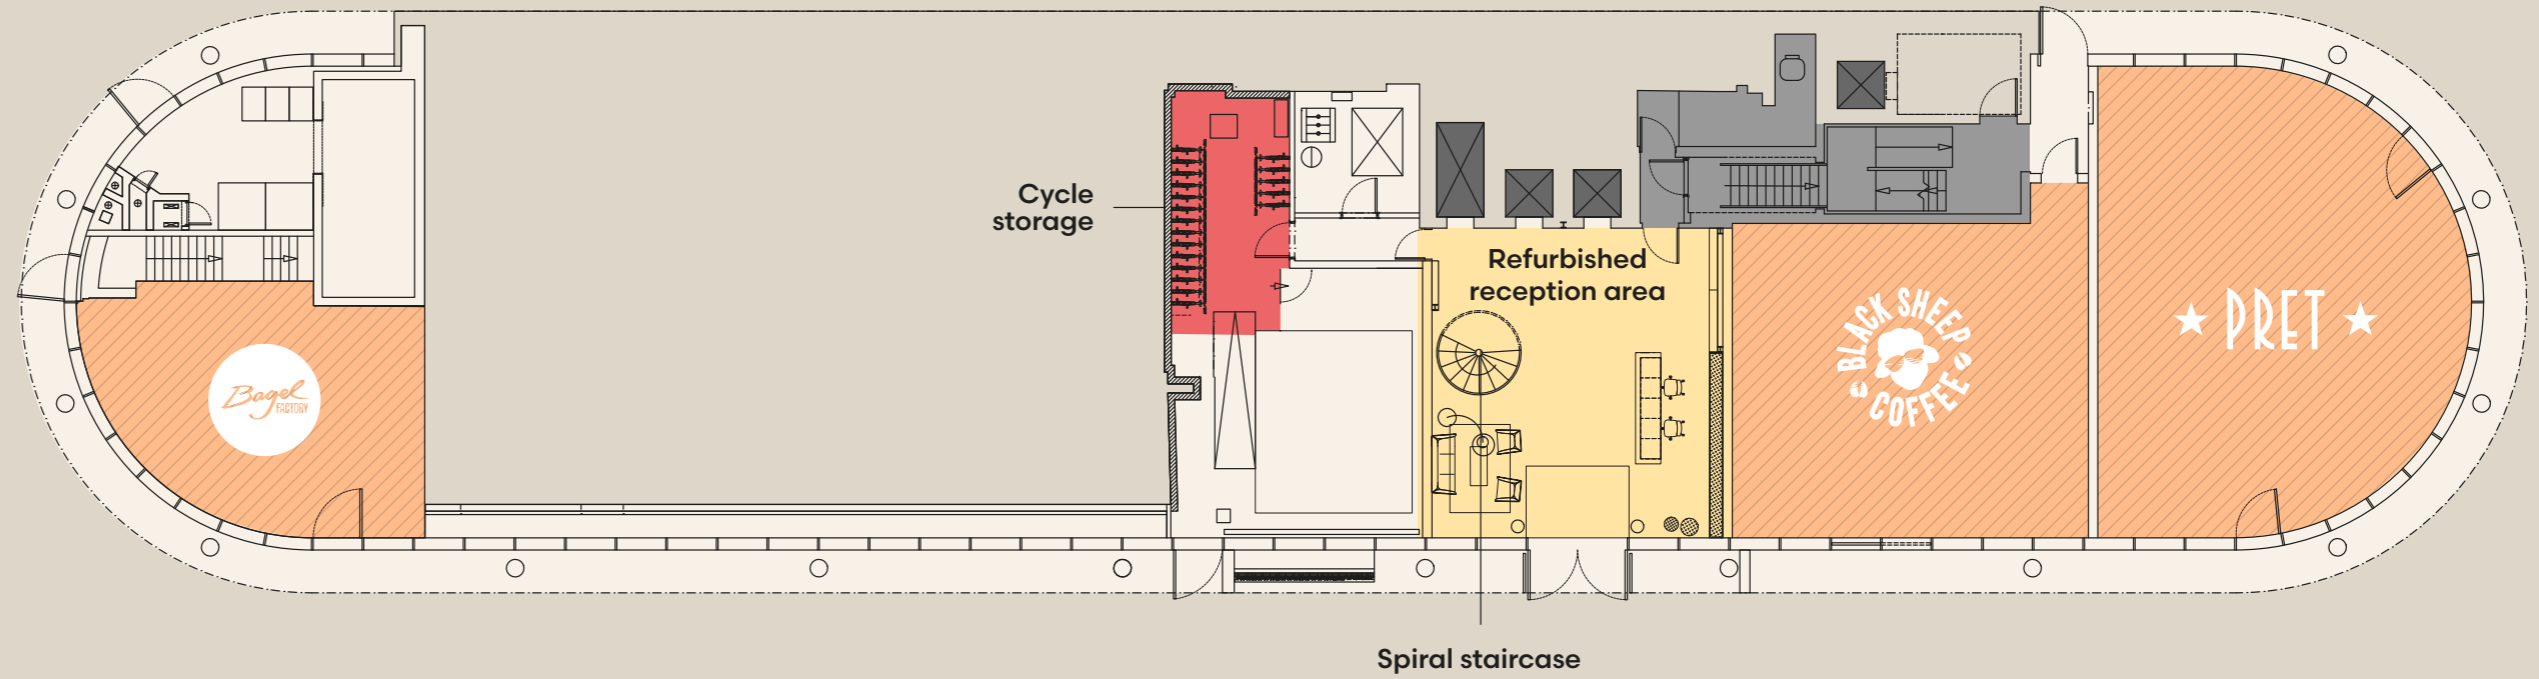 Cycle
storage
Refurbished
reception area
Bagel
FACTORY
BLACK SHEEP
COFFEE
PRET
Spiral staircase